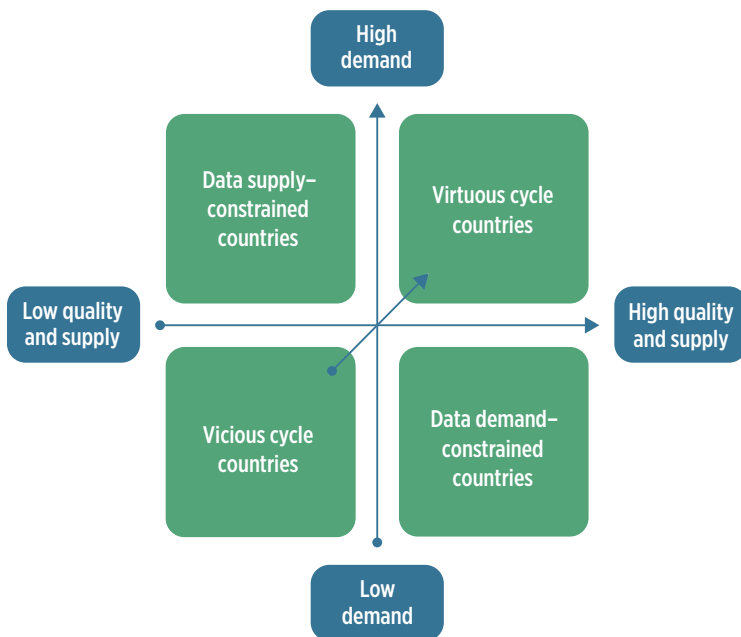 High
demand
Data supply–
constrained
countries
Virtuous cycle
countries
Low quality
and supply
High quality
and supply
Vicious cycle
countries
Data demand–
constrained
countries
Low
demand